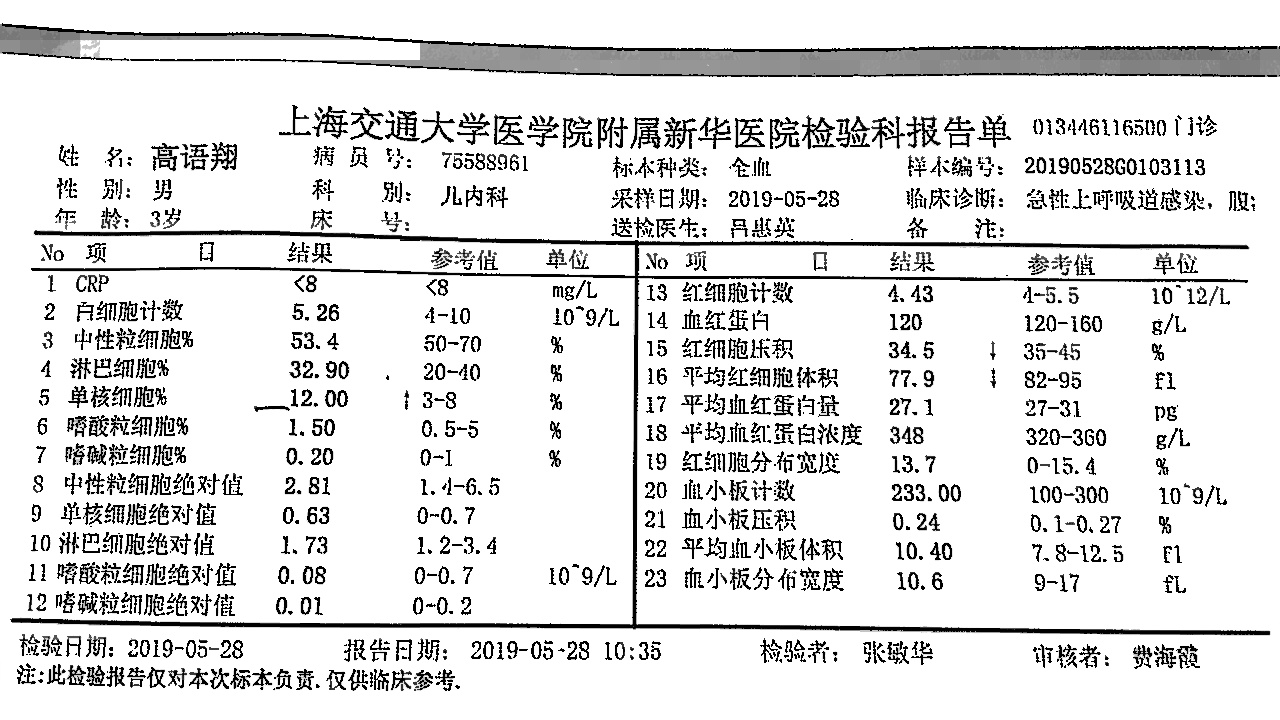 上海交通大学医学院附属新华医院检验科报告单 013446116500 门诊
姓 名: 高语翔 病 员 号: 75588961 标本种类: 全血 样本编号: 20190528G0103113
性 别: 男 科 别: 儿内科 采样日期: 2019-05-28 临床诊断: 急性上呼吸道感染, 腹;
年 龄: 3岁 床 号: 送检医生: 吕惠英 备 注:
No 项 目 结果 参考值 单位 No 项 目 结果 参考值 单位
1 CRP <8 <8 mg/L 13 红细胞计数 4.43 4-5.5 10^12/L
2 白细胞计数 5.26 4-10 10^9/L 14 血红蛋白 120 120-160 g/L
3 中性粒细胞% 53.4 50-70 % 15 红细胞压积 34.5 ↓ 35-45 %
4 淋巴细胞% 32.90 20-40 % 16 平均红细胞体积 77.9 ↓ 82-95 fl
5 单核细胞% 12.00 ↑ 3-8 % 17 平均血红蛋白量 27.1 27-31 pg
6 嗜酸粒细胞% 1.50 0.5-5 % 18 平均血红蛋白浓度 348 320-360 g/L
7 嗜碱粒细胞% 0.20 0-1 % 19 红细胞分布宽度 13.7 0-15.4 %
8 中性粒细胞绝对值 2.81 1.4-6.5 20 血小板计数 233.00 100-300 10^9/L
9 单核细胞绝对值 0.63 0-0.7 21 血小板压积 0.24 0.1-0.27 %
10 淋巴细胞绝对值 1.73 1.2-3.4 22 平均血小板体积 10.40 7.8-12.5 fl
11 嗜酸粒细胞绝对值 0.08 0-0.7 10^9/L 23 血小板分布宽度 10.6 9-17 fL
12 嗜碱粒细胞绝对值 0.01 0-0.2
检验日期: 2019-05-28 报告日期: 2019-05-28 10:35 检验者: 张敏华 审核者: 费海霞
注:此检验报告仅对本次标本负责.仅供临床参考.